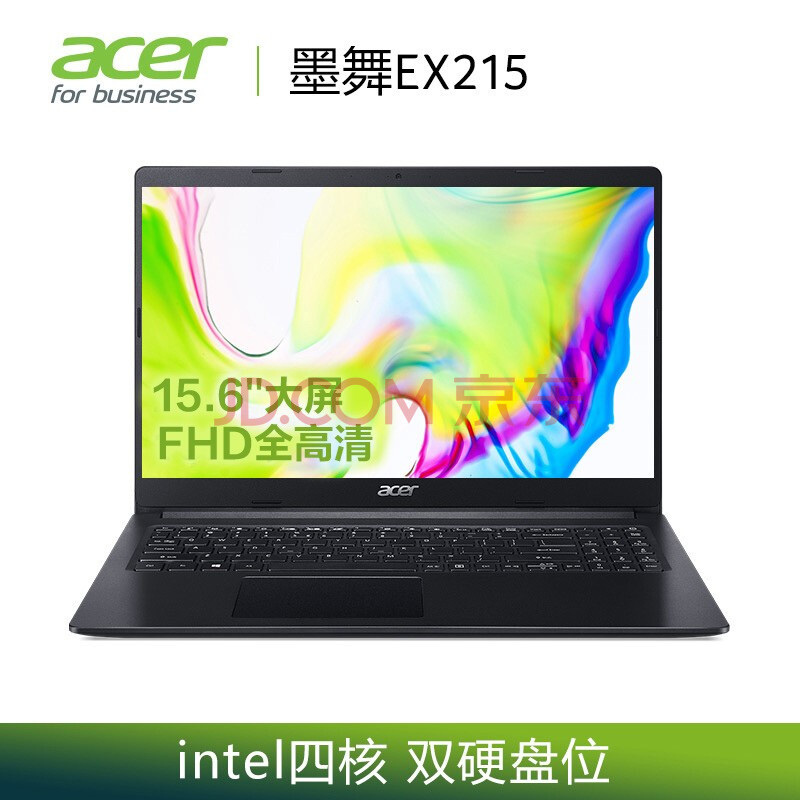 acer
for business
墨舞EX215
15.6"大屏
JD.COM 京东
FHD全高清
acer
intel四核 双硬盘位